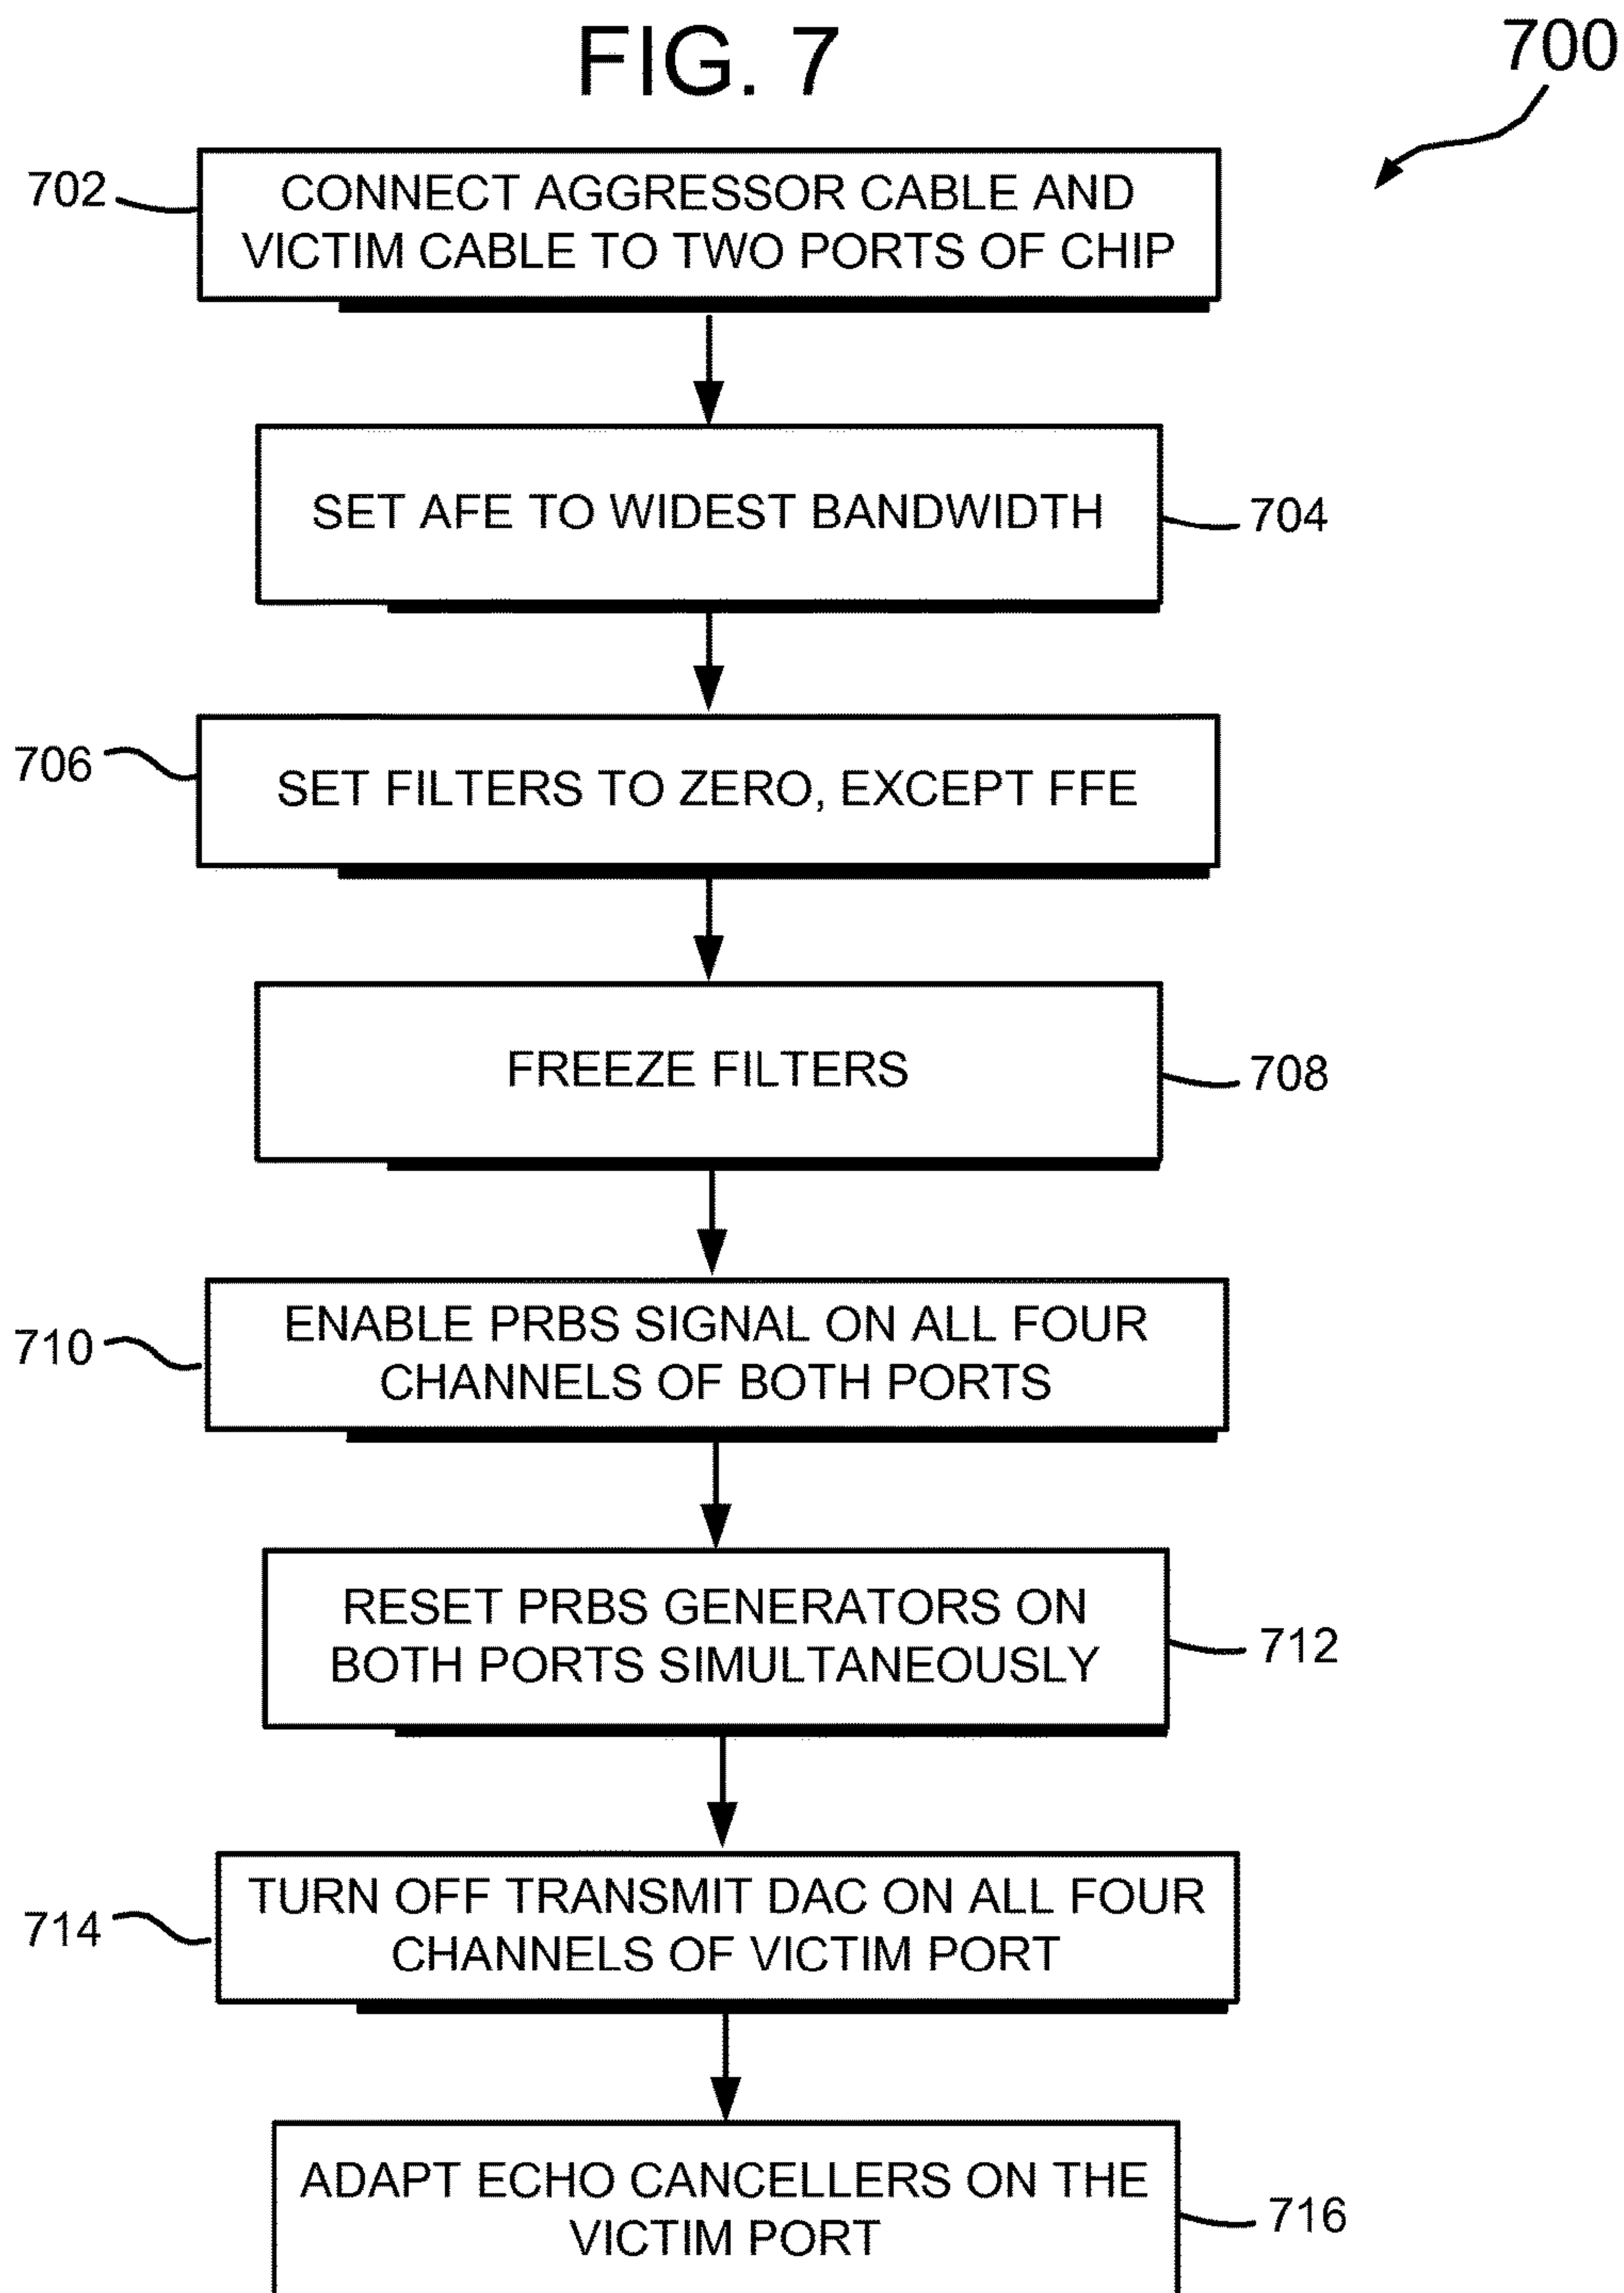 FIG. 7
700
702
CONNECT AGGRESSOR CABLE AND
VICTIM CABLE TO TWO PORTS OF CHIP
SET AFE TO WIDEST BANDWIDTH
704
706
SET FILTERS TO ZERO, EXCEPT FFE
FREEZE FILTERS
708
710
ENABLE PRBS SIGNAL ON ALL FOUR
CHANNELS OF BOTH PORTS
RESET PRBS GENERATORS ON
BOTH PORTS SIMULTANEOUSLY
712
714
TURN OFF TRANSMIT DAC ON ALL FOUR
CHANNELS OF VICTIM PORT
ADAPT ECHO CANCELLERS ON THE
VICTIM PORT
716